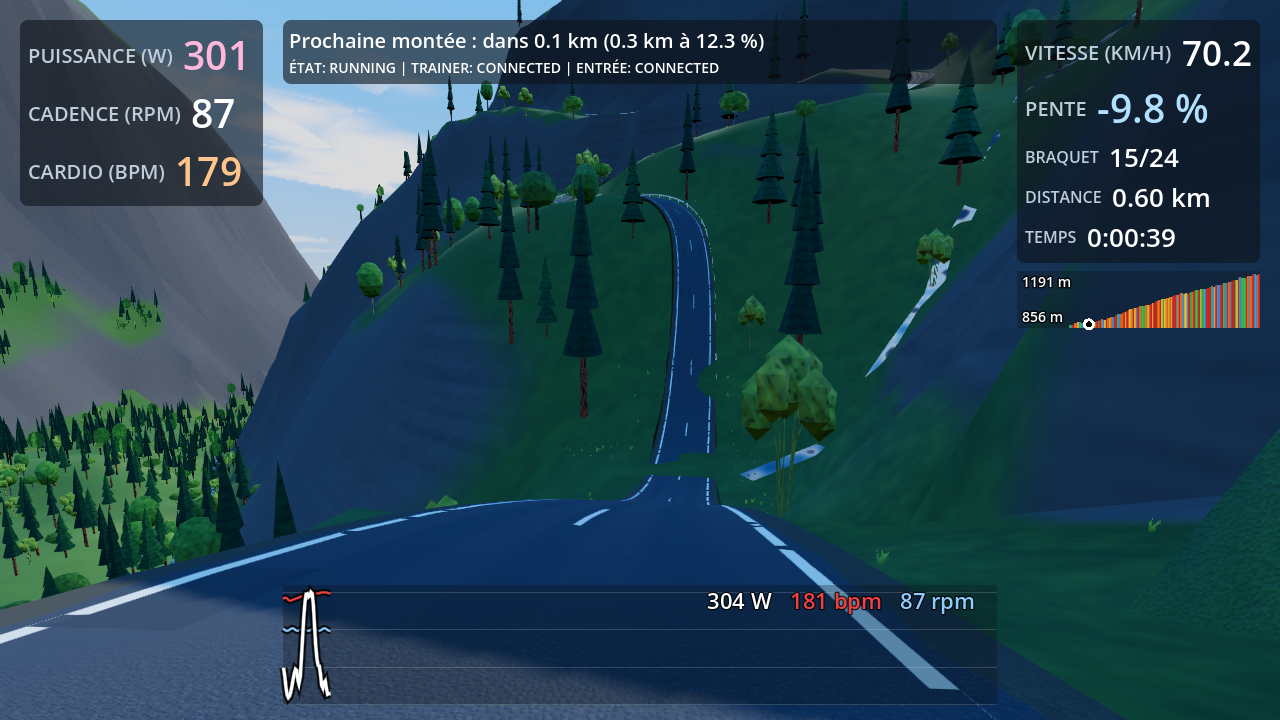 PUISSANCE (W) 301
CADENCE (RPM) 87
CARDIO (BPM) 179
Prochaine montée : dans 0.1 km (0.3 km à 12.3 %)
ÉTAT: RUNNING | TRAINER: CONNECTED | ENTRÉE: CONNECTED
VITESSE (KM/H) 70.2
PENTE -9.8 %
BRAQUET 15/24
DISTANCE 0.60 km
TEMPS 0:00:39
1191 m
856 m
304 W 181 bpm 87 rpm